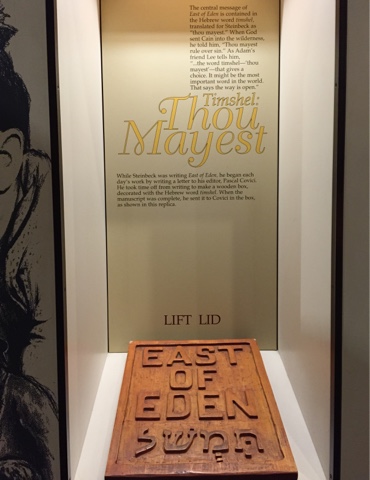 The central message of
East of Eden is contained in
the Hebrew word timshel,
translated for Steinbeck as
"thou mayest." When God
sent Cain into the wilderness,
he told him, "Thou mayest
rule over sin." As Adam's
friend Lee tells him,
"...the word timshel—'thou
mayest'—that gives a
choice. It might be the most
important word in the world.
That says the way is open."
Timshel:
Thou
Mayest
While Steinbeck was writing East of Eden, he began each
day's work by writing a letter to his editor, Pascal Covici.
He took time off from writing to make a wooden box,
decorated with the Hebrew word timshel. When the
manuscript was complete, he sent it to Covici in the box,
as shown in this replica.
LIFT LID
EAST
OF
EDEN
תִּמְשֹׁל